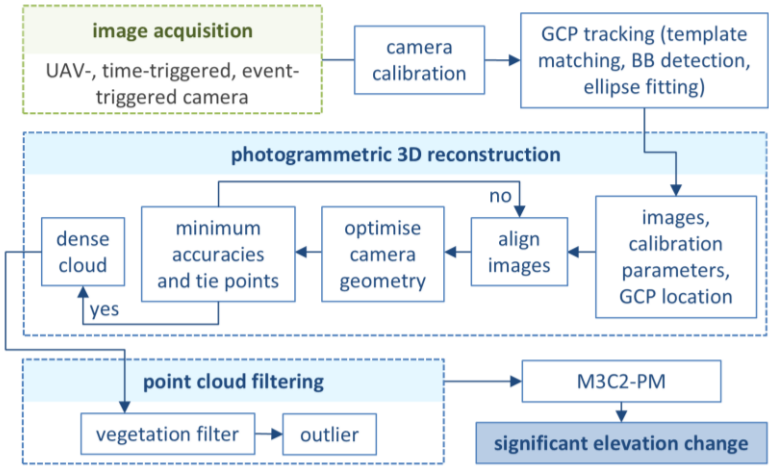 image acquisition
UAV-, time-triggered, event-
triggered camera
camera
calibration
GCP tracking (template
matching, BB detection,
ellipse fitting)
photogrammetric 3D reconstruction
no
dense
cloud
minimum
accuracies
and tie points
optimise
camera
geometry
align
images
images,
calibration
parameters,
GCP location
yes
point cloud filtering
vegetation filter
outlier
M3C2-PM
significant elevation change